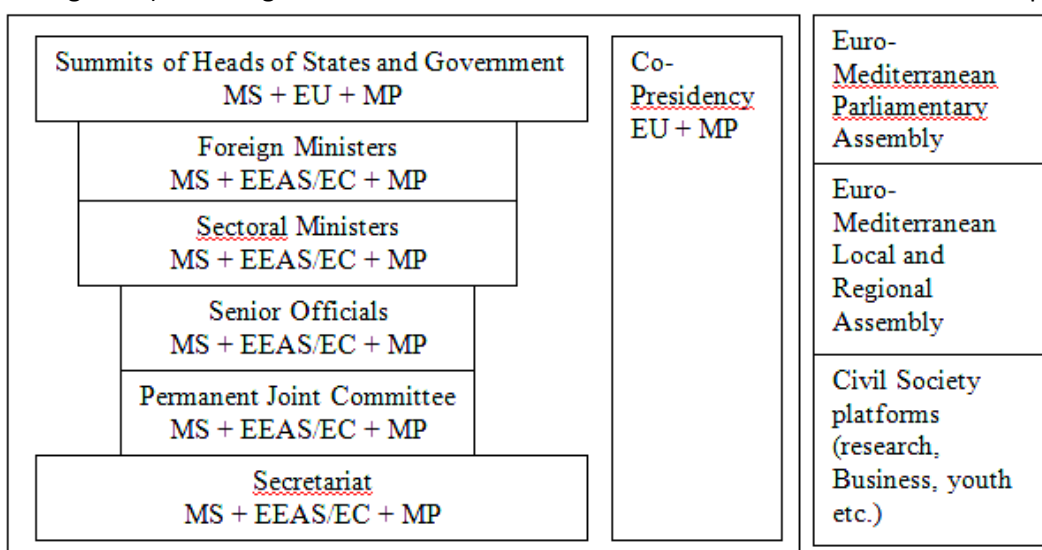 Summits of Heads of States and Government
MS + EU + MP
Foreign Ministers
MS + EEAS/EC + MP
Sectoral Ministers
MS + EEAS/EC + MP
Senior Officials
MS + EEAS/EC + MP
Permanent Joint Committee
MS + EEAS/EC + MP
Secretariat
MS + EEAS/EC + MP
Co-
Presidency
EU + MP
Euro-
Mediterranean
Parliamentary
Assembly
Euro-
Mediterranean
Local and
Regional
Assembly
Civil Society
platforms
(research,
Business, youth
etc.)